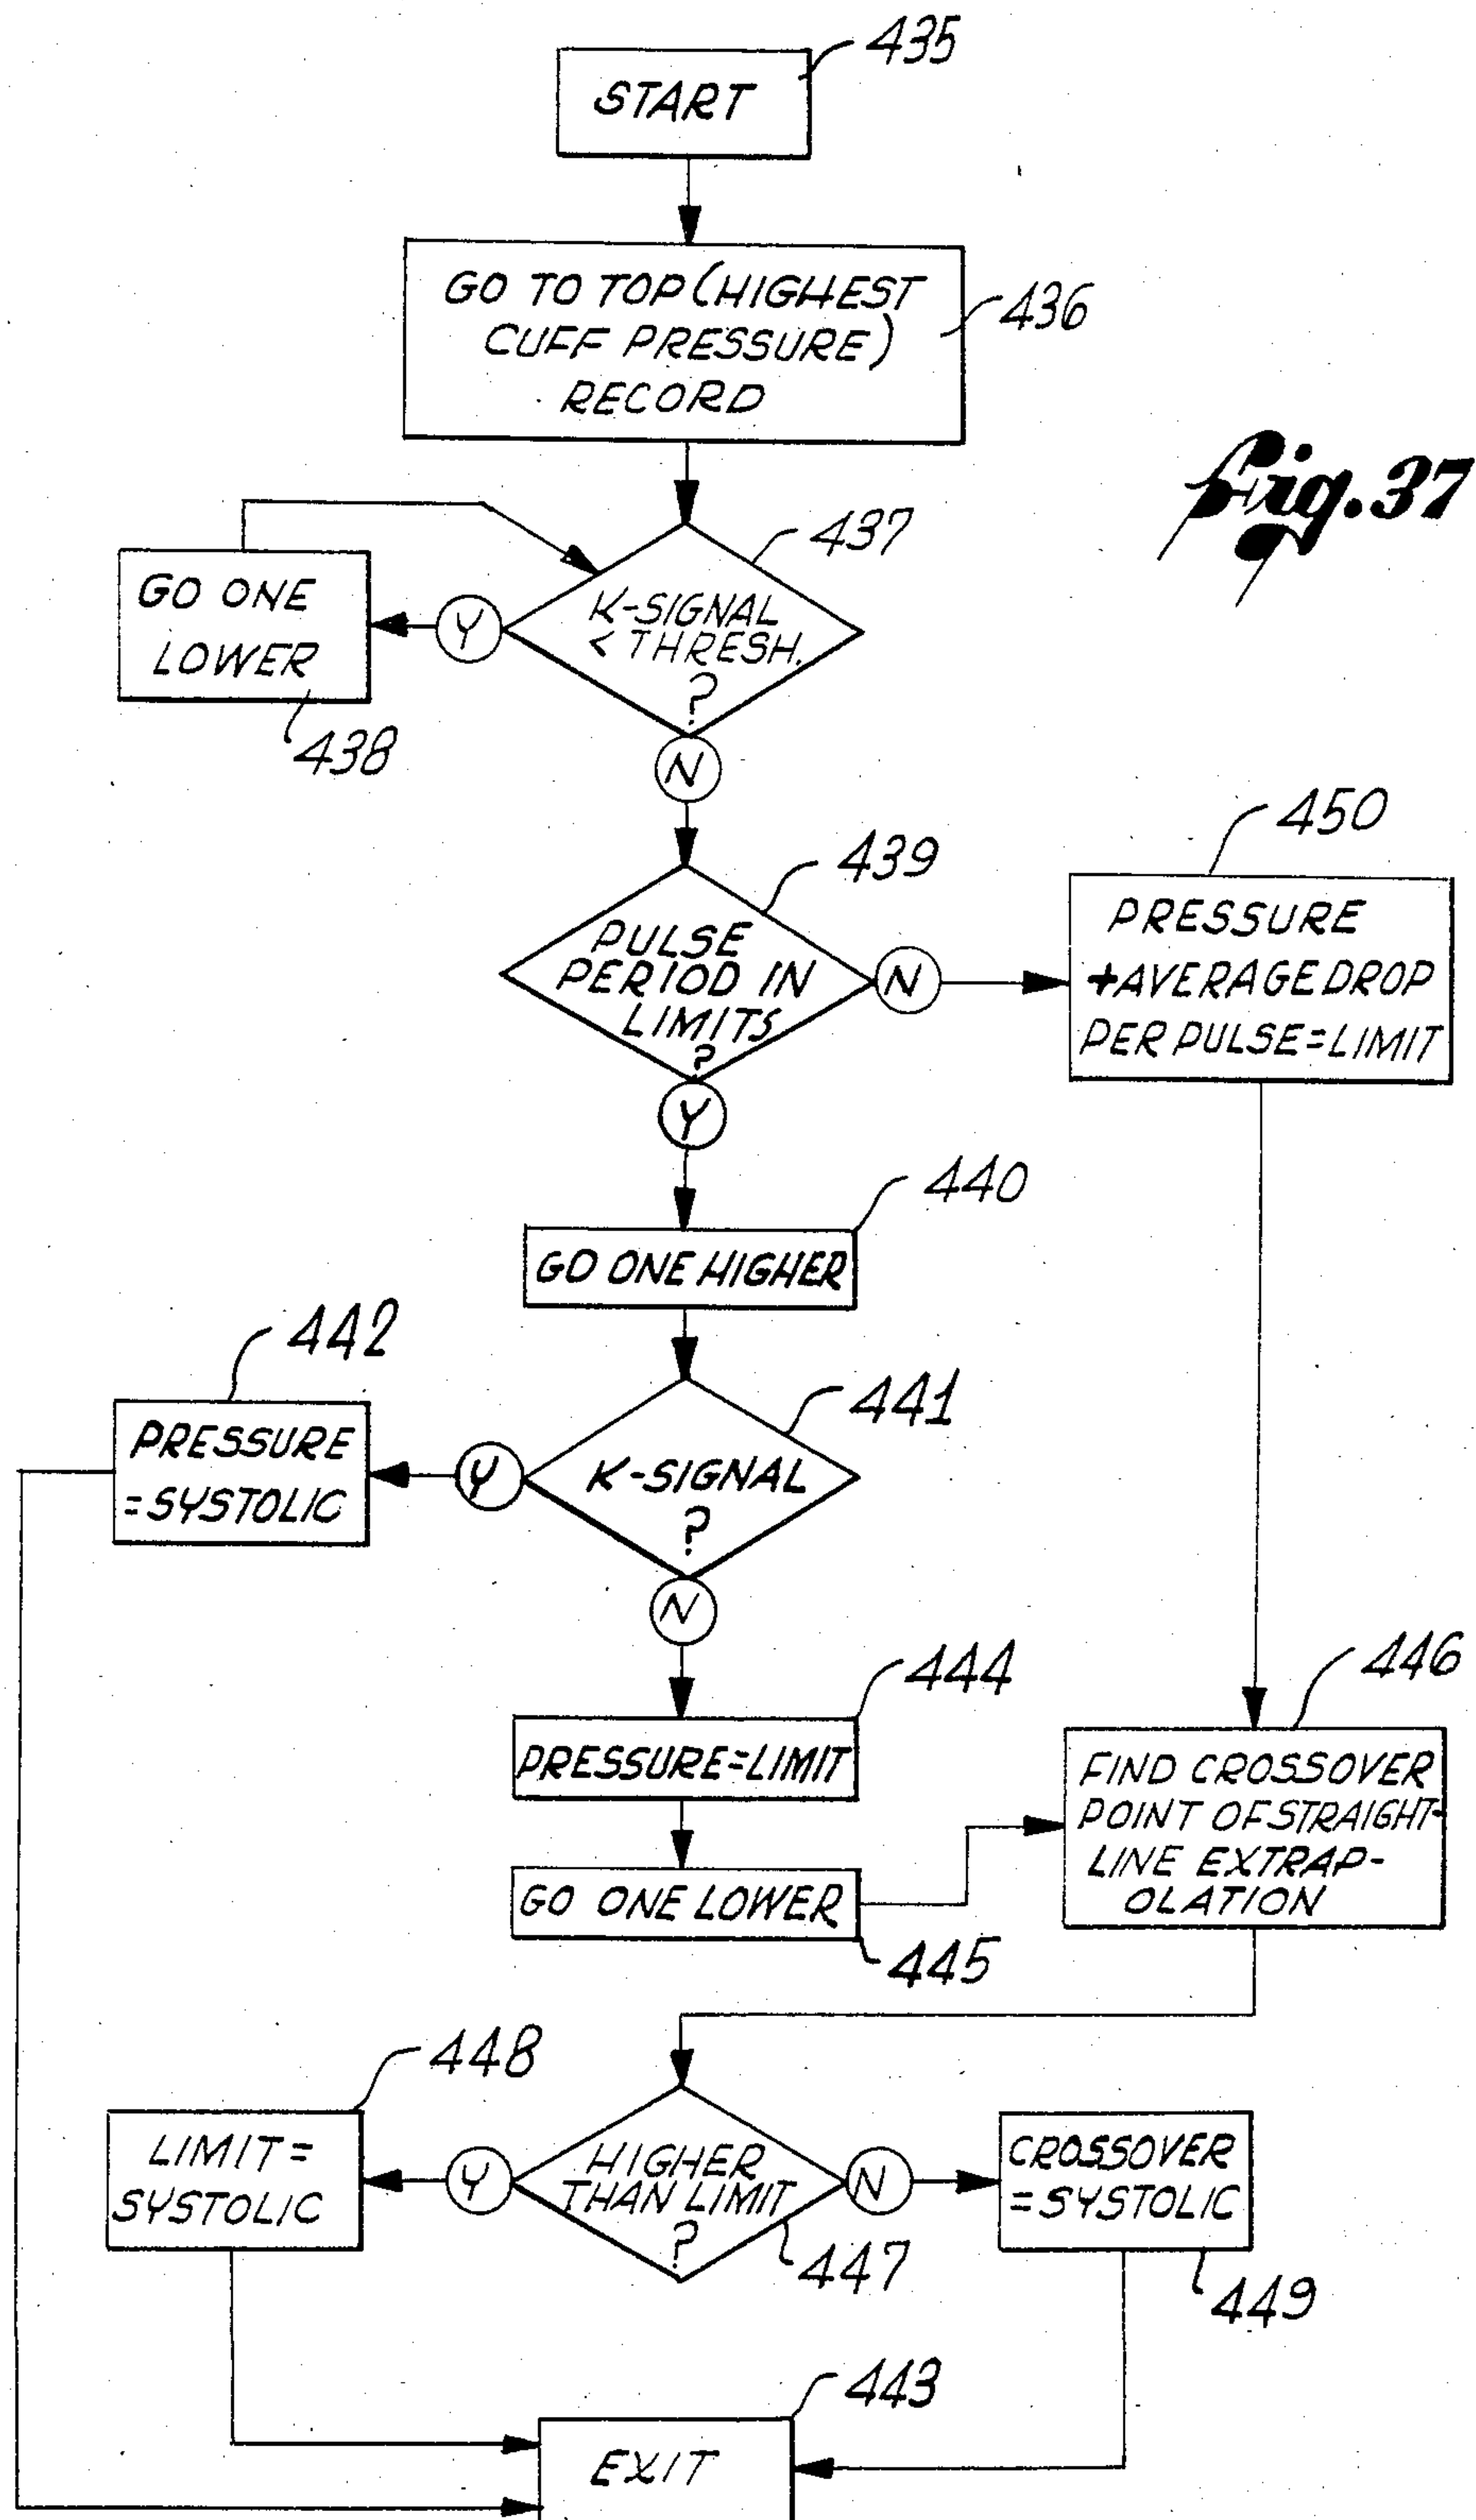 435
START
GO TO TOP (HIGHEST
CUFF PRESSURE)
RECORD
436
Fig. 37
437
K-SIGNAL
< THRESH.
?
Y
GO ONE
LOWER
438
N
439
PULSE
PERIOD IN
LIMITS
?
N
450
PRESSURE
+AVERAGE DROP
PER PULSE=LIMIT
Y
440
GO ONE HIGHER
441
K-SIGNAL
?
Y
442
PRESSURE
=SYSTOLIC
N
444
PRESSURE=LIMIT
GO ONE LOWER
445
446
FIND CROSSOVER
POINT OF STRAIGHT-
LINE EXTRAP-
OLATION
447
HIGHER
THAN LIMIT
?
Y
448
LIMIT=
SYSTOLIC
N
CROSSOVER
=SYSTOLIC
449
443
EXIT